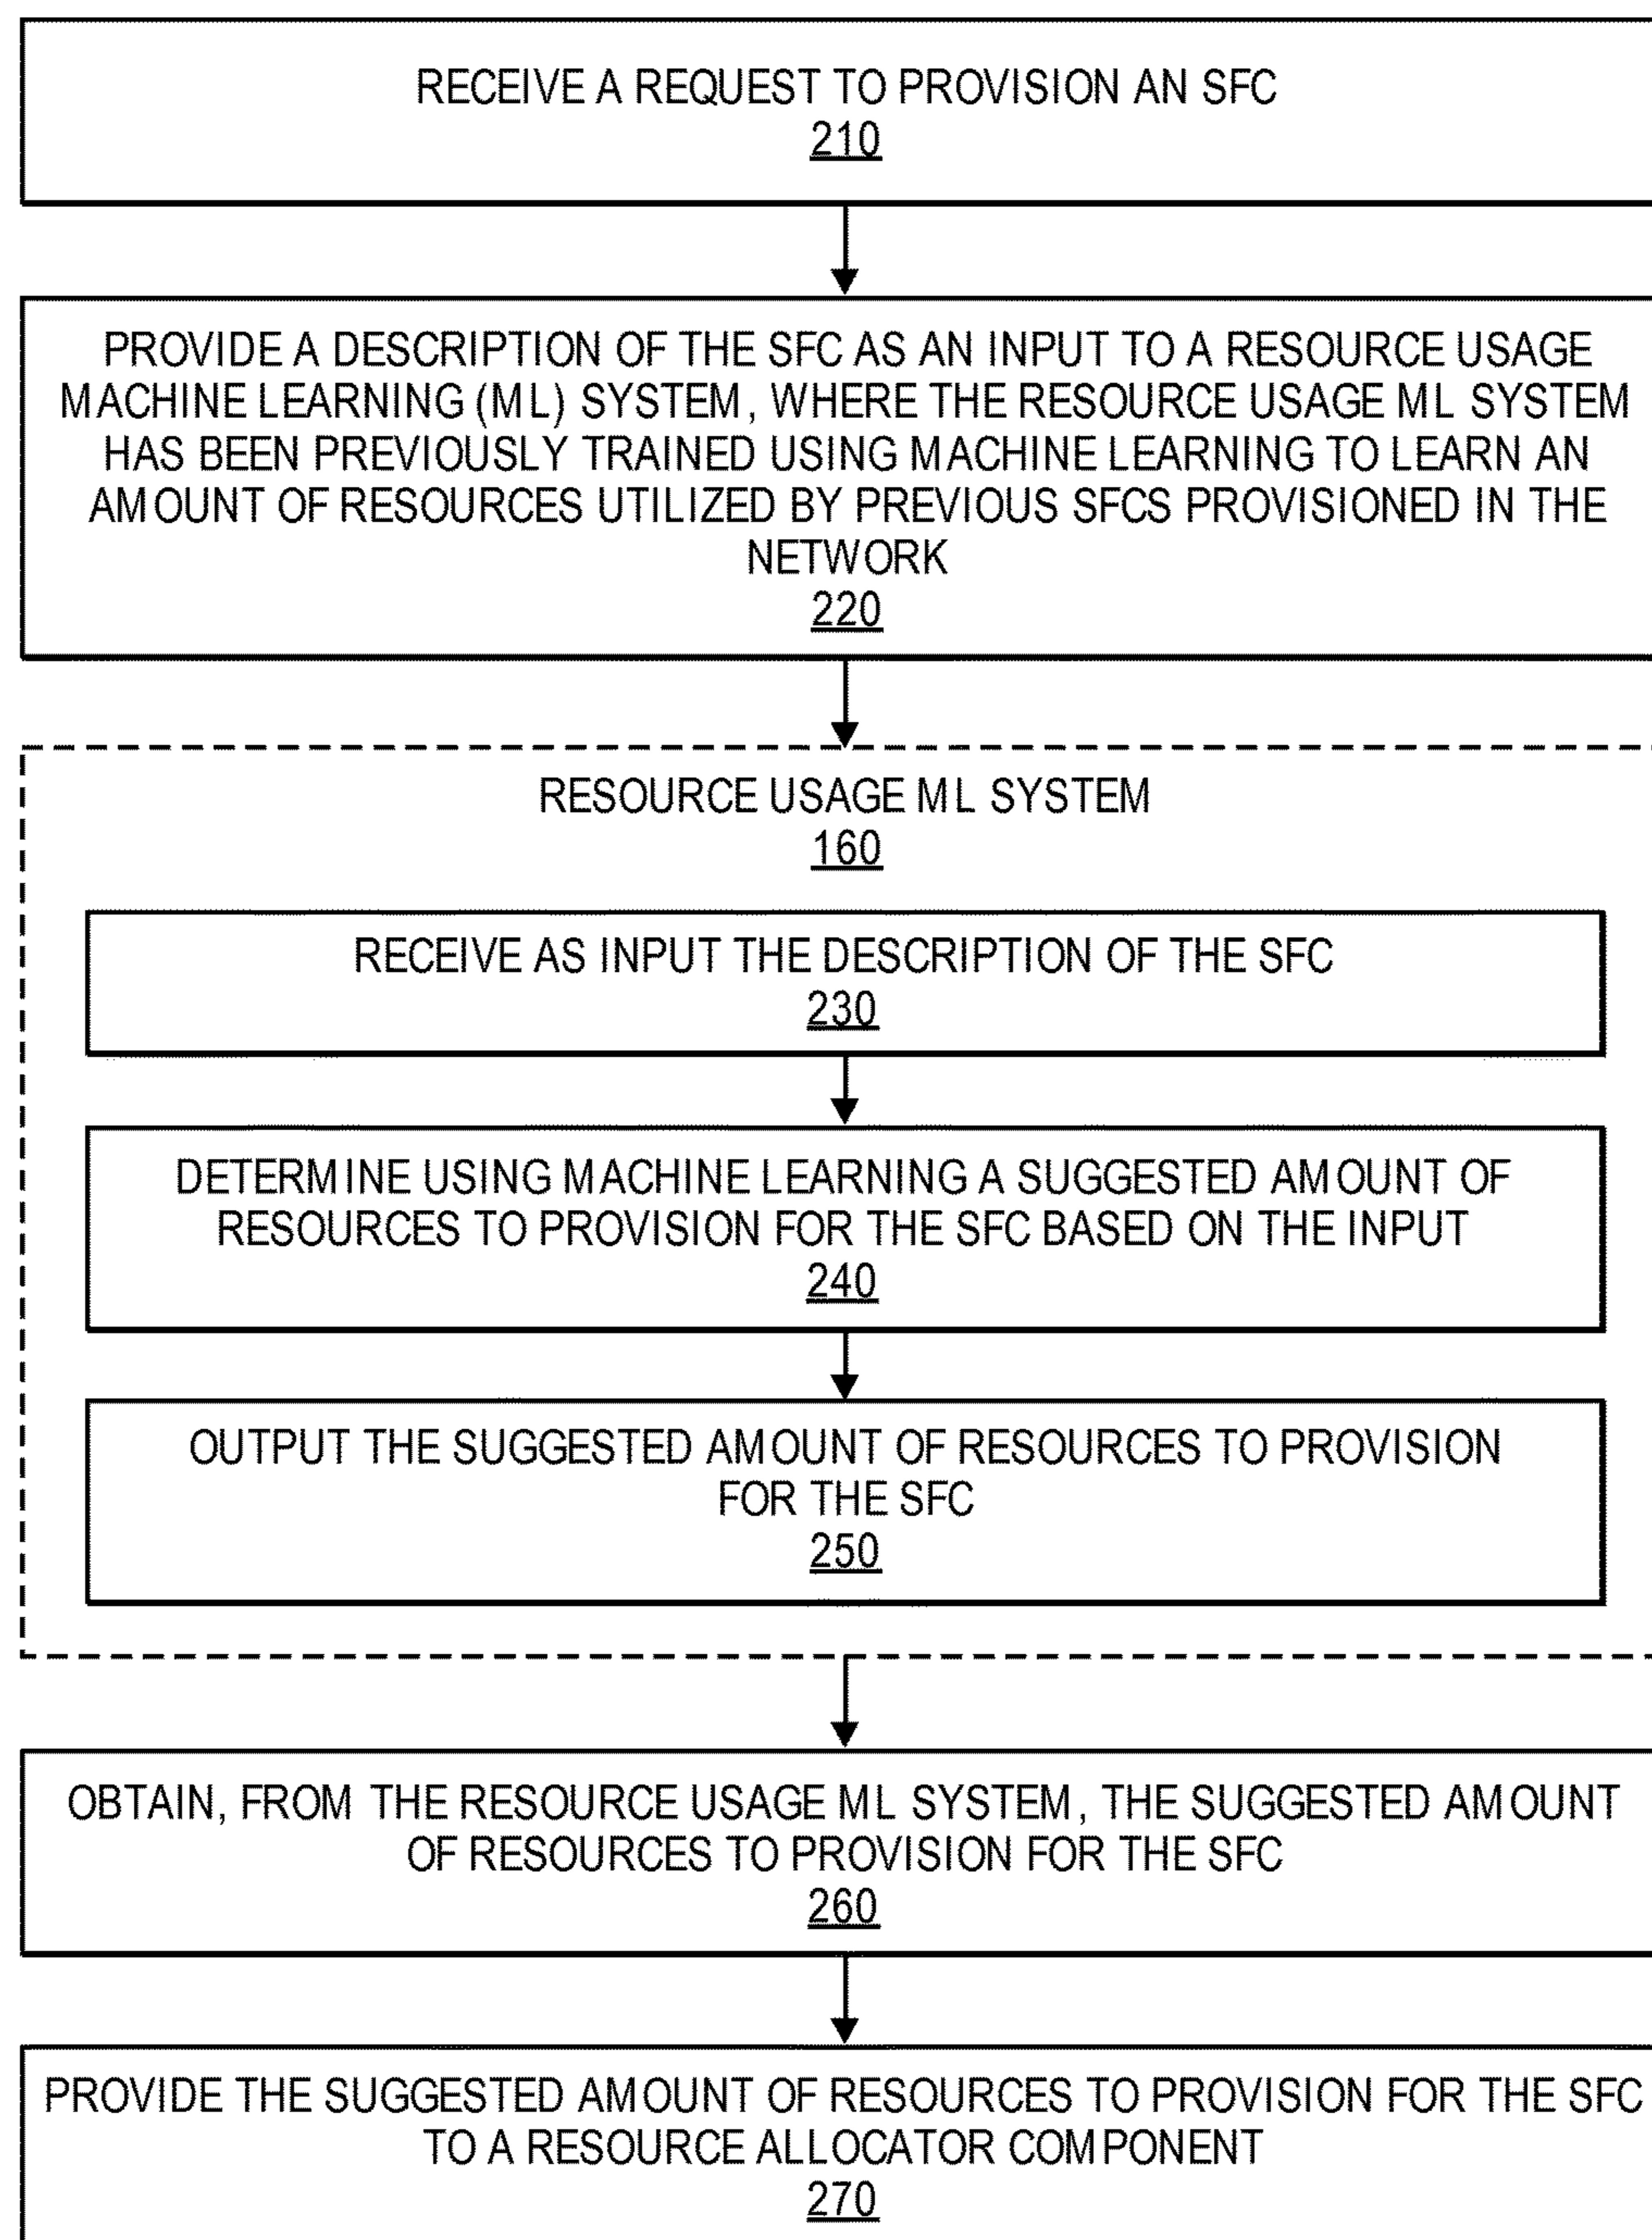 RECEIVE A REQUEST TO PROVISION AN SFC
210
PROVIDE A DESCRIPTION OF THE SFC AS AN INPUT TO A RESOURCE USAGE
MACHINE LEARNING (ML) SYSTEM, WHERE THE RESOURCE USAGE ML SYSTEM
HAS BEEN PREVIOUSLY TRAINED USING MACHINE LEARNING TO LEARN AN
AMOUNT OF RESOURCES UTILIZED BY PREVIOUS SFCS PROVISIONED IN THE
NETWORK
220
RESOURCE USAGE ML SYSTEM
160
RECEIVE AS INPUT THE DESCRIPTION OF THE SFC
230
DETERMINE USING MACHINE LEARNING A SUGGESTED AMOUNT OF
RESOURCES TO PROVISION FOR THE SFC BASED ON THE INPUT
240
OUTPUT THE SUGGESTED AMOUNT OF RESOURCES TO PROVISION
FOR THE SFC
250
OBTAIN, FROM THE RESOURCE USAGE ML SYSTEM, THE SUGGESTED AMOUNT
OF RESOURCES TO PROVISION FOR THE SFC
260
PROVIDE THE SUGGESTED AMOUNT OF RESOURCES TO PROVISION FOR THE SFC
TO A RESOURCE ALLOCATOR COMPONENT
270